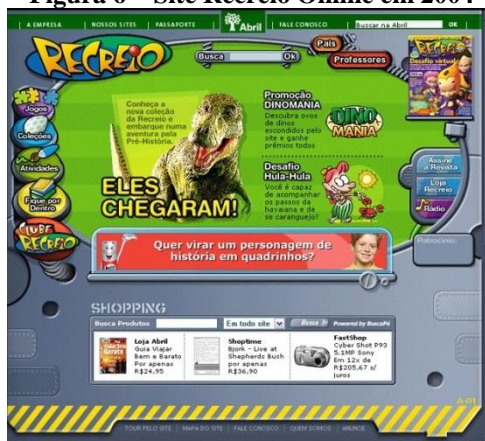 Figura 6 – Site Recreio Online em 2004
A EMPRESA
NOSSOS SITES
PASSAPORTE
Abril
FALE CONOSCO
Buscar na Abril
OK
RECREIO
Busca
Ok
Pais
Professores
RECREIO
Desafio virtual
Jogos
Coleções
Atividades
Fique por
Dentro
CLUBE
RECREIO
Conheça a
nova coleção
da Recreio e
embarque numa
aventura pela
Pré-História.
ELES
CHEGARAM!
Promoção
DINOMANIA
Descubra ovos
de dinos
escondidos pelo
site e ganhe
prêmios todos
DINO
MANIA
Desafio
Hula-Hula
Você é capaz
de acompanhar
os passos da
havaiana e de
se caranguejo?
Assine
a Revista
Loja
Recreio
Rádio
Patrocínio:
Quer virar um personagem de
história em quadrinhos?
SHOPPING
Busca Produtos
Em todo site
Busca
Powered by BuscaPé
Loja Abril
Guia Viajar
Bem e Barato
Por apenas
R$24,95
Shoptime
Bjork - Live at
Shepherds Bush
por apenas
R$36,90
FastShop
Cyber Shot P93
5.1MP Sony
Em 12x de
R$205,67 s/
juros
A-01
TOUR PELO SITE
MAPA DO SITE
FALE CONOSCO
QUEM SOMOS
ANUNCIE